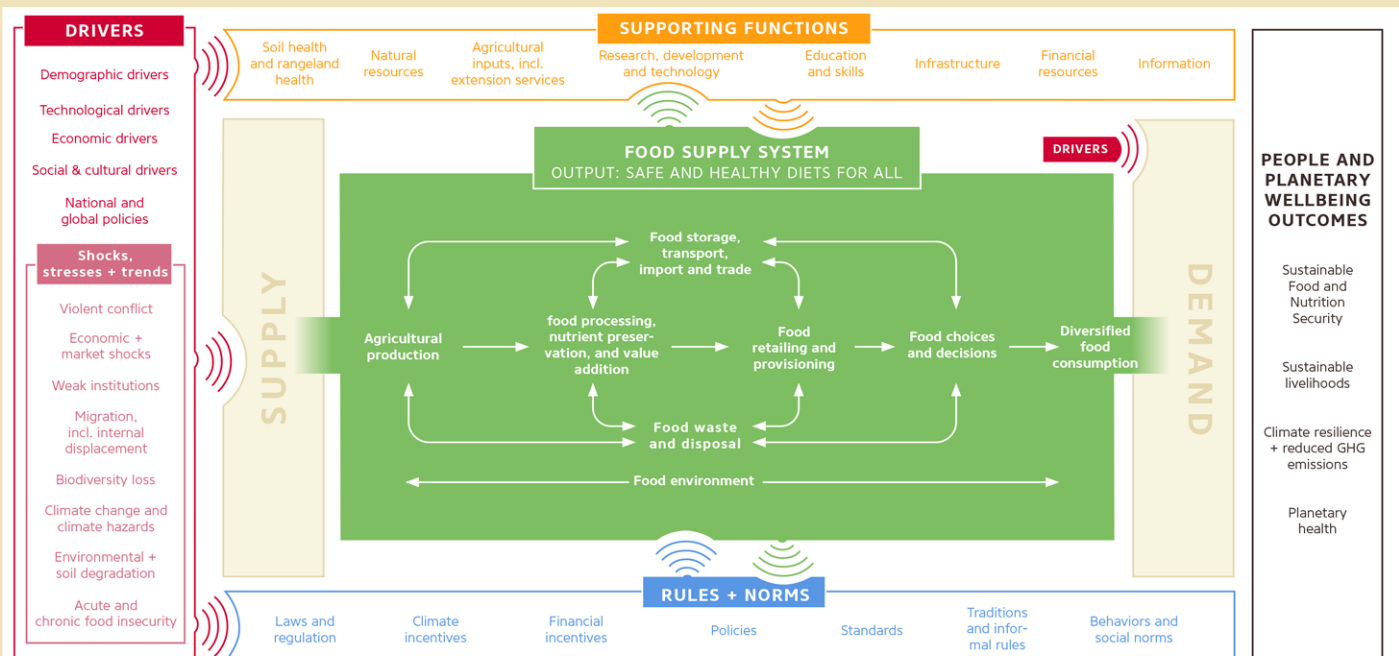 DRIVERS
Demographic drivers
Technological drivers
Economic drivers
Social & cultural drivers
National and
global policies
Shocks,
stresses + trends
Violent conflict
Economic +
market shocks
Weak institutions
Migration,
incl. internal
displacement
Biodiversity loss
Climate change and
climate hazards
Environmental +
soil degradation
Acute and
chronic food insecurity
SUPPORTING FUNCTIONS
Soil health
and rangeland
health
Natural
resources
Agricultural
inputs, incl.
extension services
Research, development
and technology
Education
and skills
Infrastructure
Financial
resources
Information
SUPPLY
FOOD SUPPLY SYSTEM
OUTPUT: SAFE AND HEALTHY DIETS FOR ALL
DRIVERS
Food storage,
transport,
import and trade
Agricultural
production
food processing,
nutrient preser-
vation, and value
addition
Food
retailing and
provisioning
Food choices
and decisions
Diversified
food
consumption
Food waste
and disposal
Food environment
DEMAND
RULES + NORMS
Laws and
regulation
Climate
incentives
Financial
incentives
Policies
Standards
Traditions
and infor-
mal rules
Behaviors and
social norms
PEOPLE AND
PLANETARY
WELLBEING
OUTCOMES
Sustainable
Food and
Nutrition
Security
Sustainable
livelihoods
Climate resilience
+ reduced GHG
emissions
Planetary
health